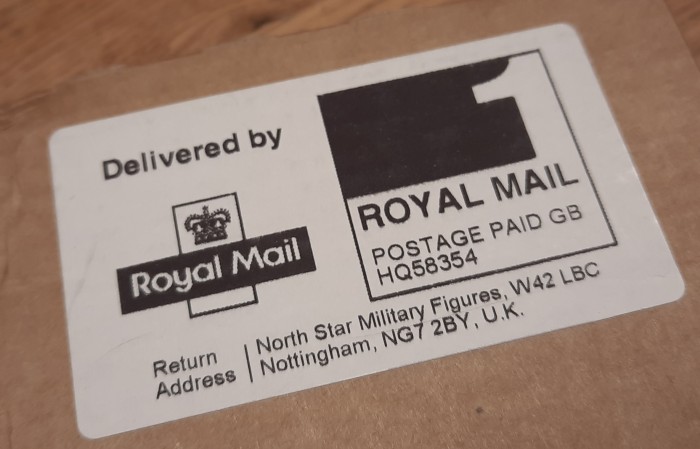 Delivered by
Royal Mail
1
ROYAL MAIL
POSTAGE PAID GB
HQ58354
Return Address
North Star Military Figures, W42 LBC
Nottingham, NG7 2BY, U.K.